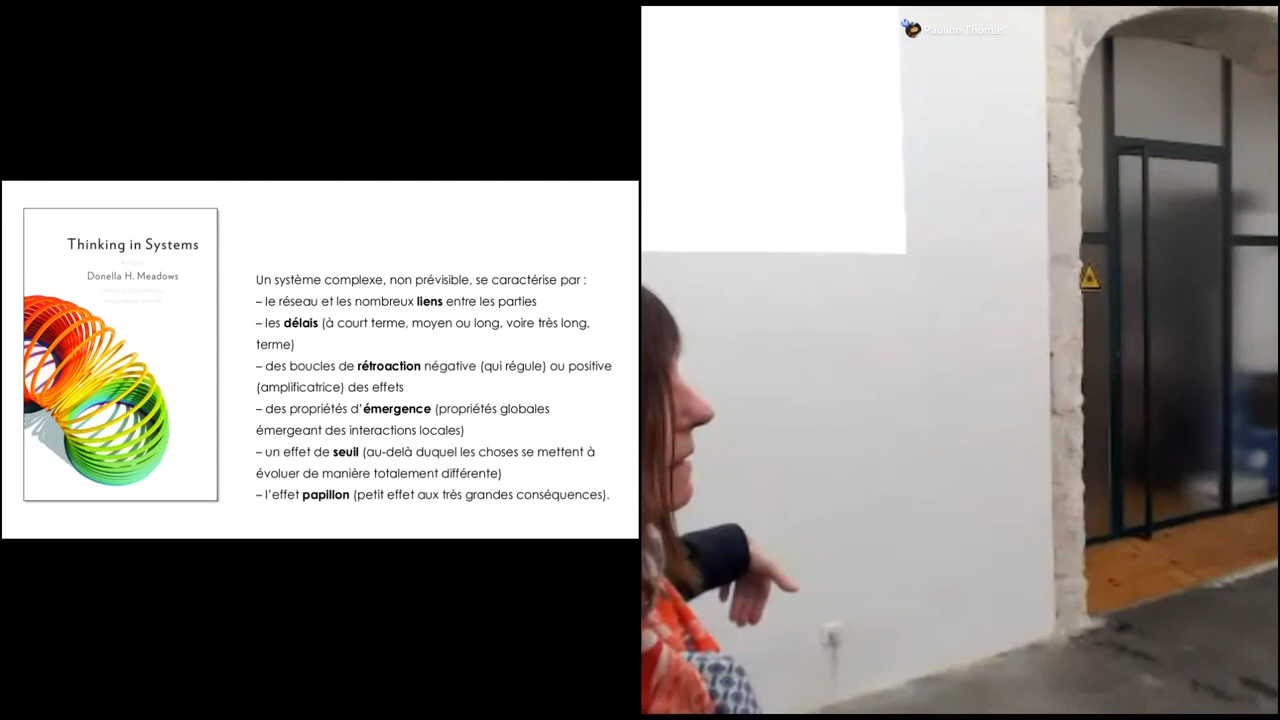 Thinking in Systems
Donella H. Meadows
Un système complexe, non prévisible, se caractérise par :
– le réseau et les nombreux liens entre les parties
– les délais (à court terme, moyen ou long, voire très long,
terme)
– des boucles de rétroaction négative (qui régule) ou positive
(amplificatrice) des effets
– des propriétés d’émergence (propriétés globales
émergeant des interactions locales)
– un effet de seuil (au-delà duquel les choses se mettent à
évoluer de manière totalement différente)
– l’effet papillon (petit effet aux très grandes conséquences).
Pauline Thomas